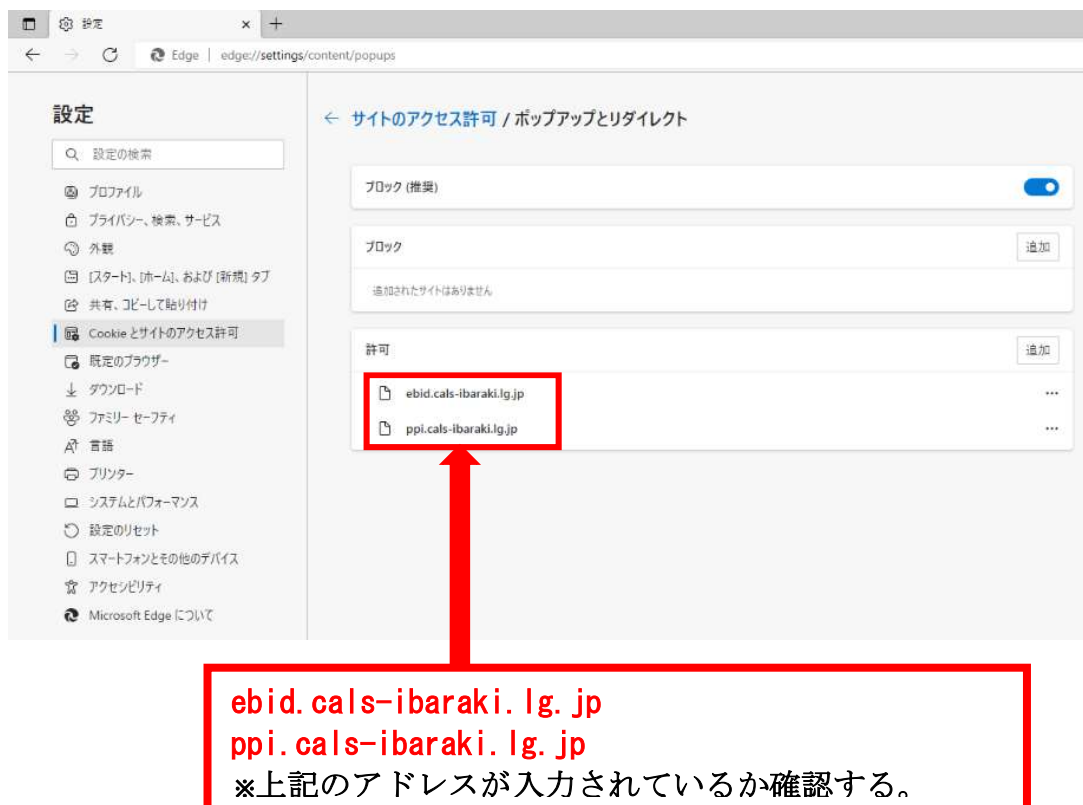 設定
Edge | edge://settings/content/popups
設定
設定の検索
プロファイル
プライバシー、検索、サービス
外観
[スタート]、[ホーム]、および [新規] タブ
共有、コピーして貼り付け
Cookie とサイトのアクセス許可
既定のブラウザー
ダウンロード
ファミリー セーフティ
言語
プリンター
システムとパフォーマンス
設定のリセット
スマートフォンとその他のデバイス
アクセシビリティ
Microsoft Edge について
サイトのアクセス許可 / ポップアップとリダイレクト
ブロック (推奨)
ブロック
追加
追加されたサイトはありません
許可
追加
ebid.cals-ibaraki.lg.jp
ppi.cals-ibaraki.lg.jp
ebid.cals-ibaraki.lg.jp
ppi.cals-ibaraki.lg.jp
※上記のアドレスが入力されているか確認する。